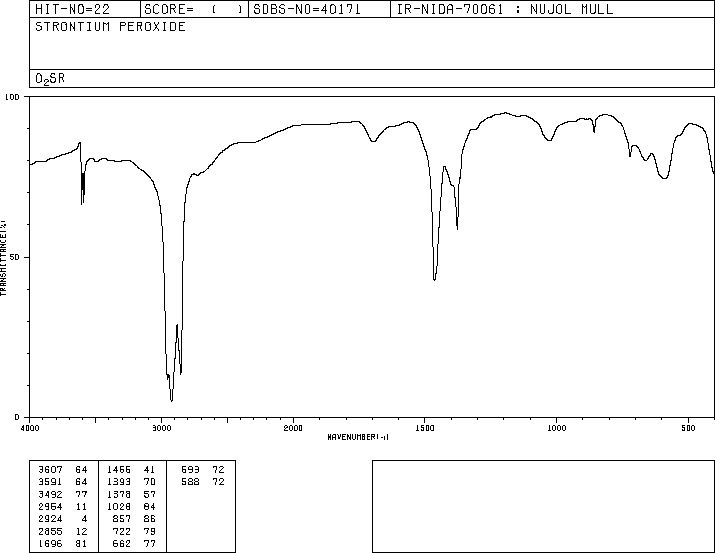 HIT-NO=22 SCORE= ( ) SDBS-NO=40171 IR-NIDA-70061 : NUJOL MULL
STRONTIUM PEROXIDE
O2SR
100
50
0
TRANSMITTANCE(%)
4000 3000 2000 1500 1000 500
WAVENUMBER(-1)
3607 64 1466 41 593 72
3591 64 1393 70 588 72
3492 77 1378 57
2954 11 1028 84
2924 4 857 86
2855 12 722 79
1696 81 662 77